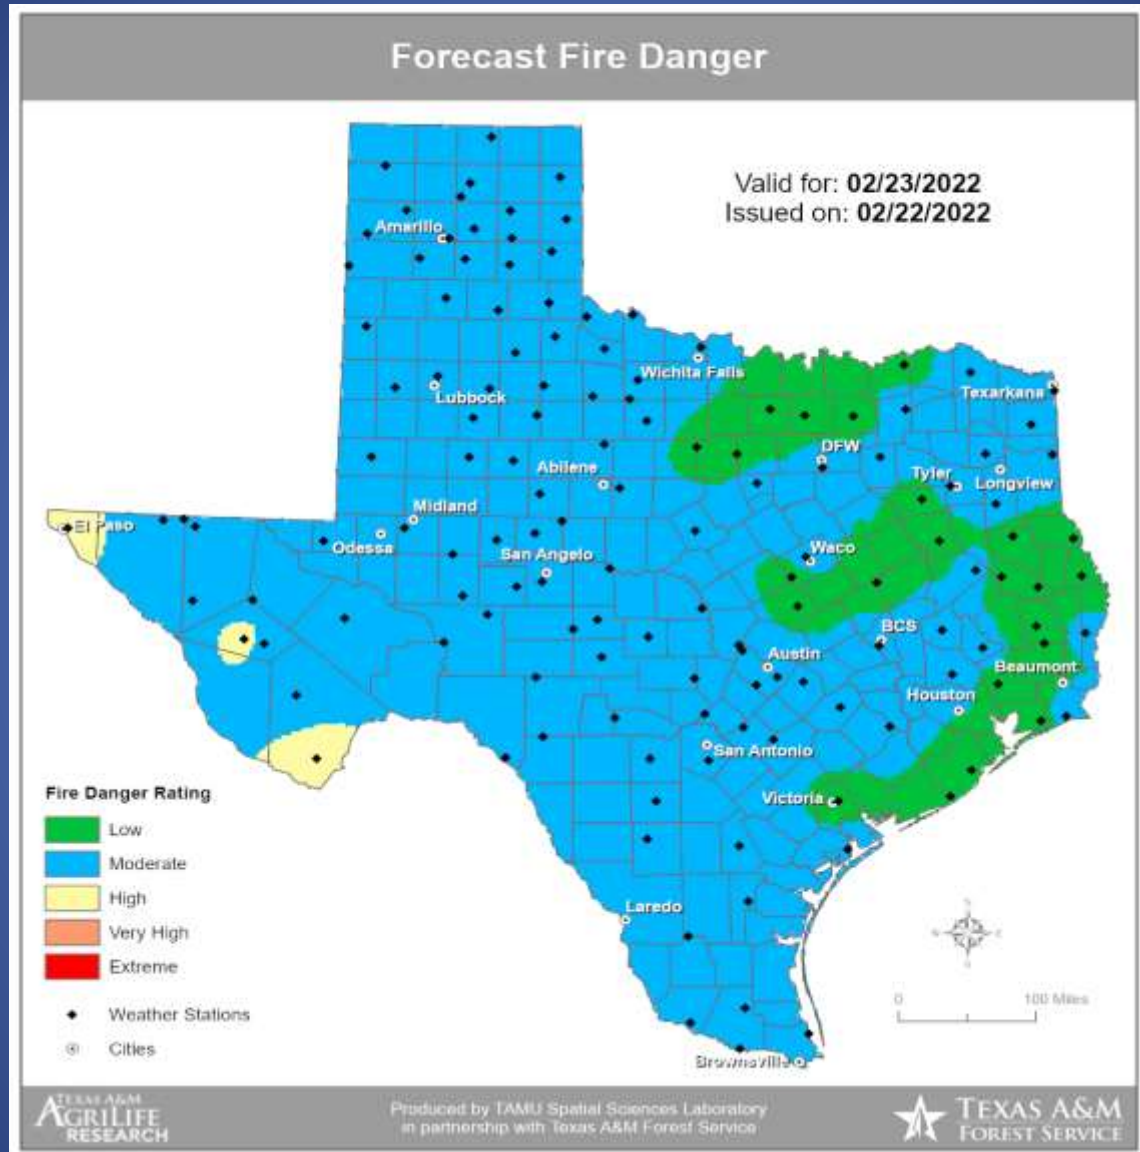 Forecast Fire Danger
Valid for: 02/23/2022
Issued on: 02/22/2022
Amarillo
Wichita Falls
Lubbock
Texarkana
DFW
Abilene
Tyler
Longview
Midland
El Paso
Odessa
San Angelo
Waco
BCS
Austin
Beaumont
Houston
San Antonio
Victoria
Laredo
Brownsville
Fire Danger Rating
Low
Moderate
High
Very High
Extreme
Weather Stations
Cities
0 100 Miles
TEXAS A&M
AGRILIFE
RESEARCH
Produced by TAMU Spatial Sciences Laboratory
in partnership with Texas A&M Forest Service
TEXAS A&M
FOREST SERVICE